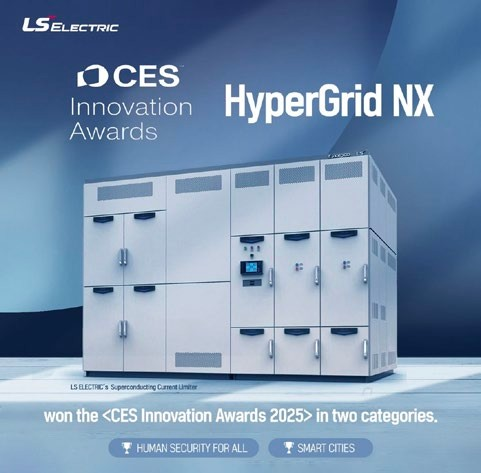 LS ELECTRIC
CES
Innovation
Awards
HyperGrid NX
LS ELECTRIC's Superconducting Current Limiter
won the <CES Innovation Awards 2025> in two categories.
HUMAN SECURITY FOR ALL
SMART CITIES